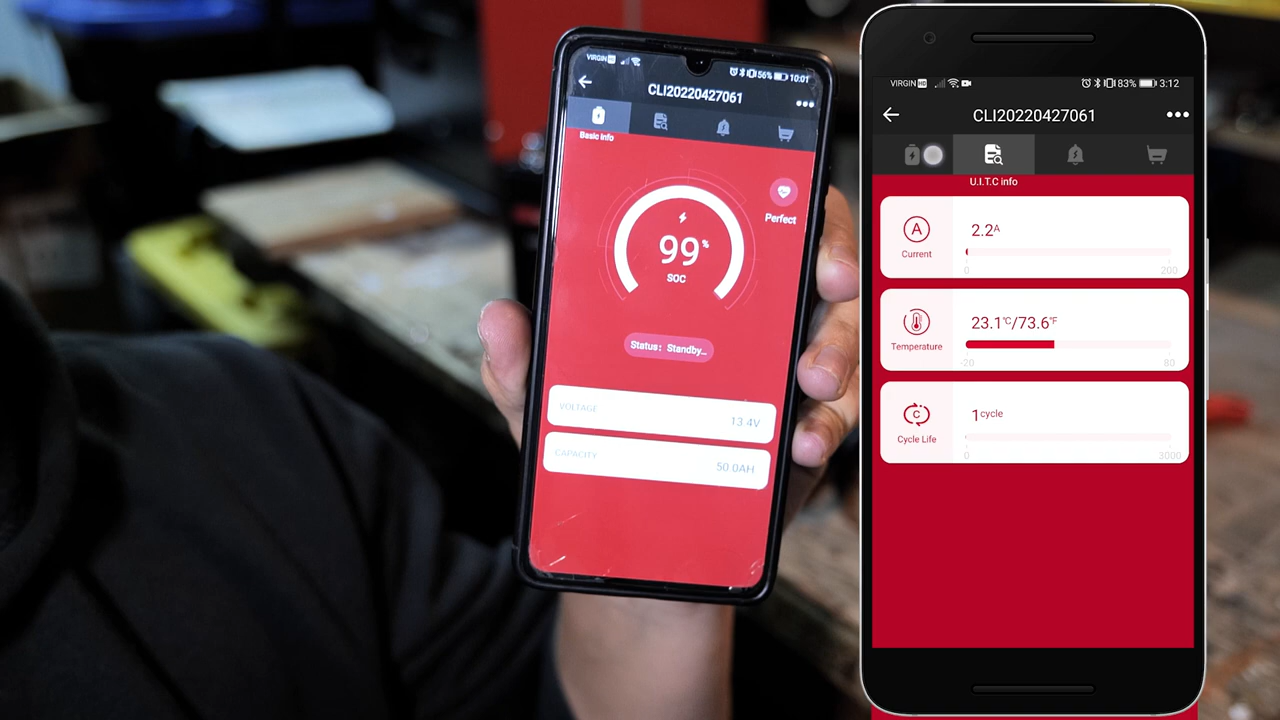 VIRGIN HD 56% 10:01
CLI20220427061
Basic info
Perfect
99%
SOC
Status: Standby...
VOLTAGE
13.4V
CAPACITY
50.0AH
VIRGIN HD 83% 3:12
CLI20220427061
U.I.T.C info
A
2.2A
Current
0 200
23.1℃/73.6℉
Temperature
-20 80
C
1cycle
Cycle Life
0 3000